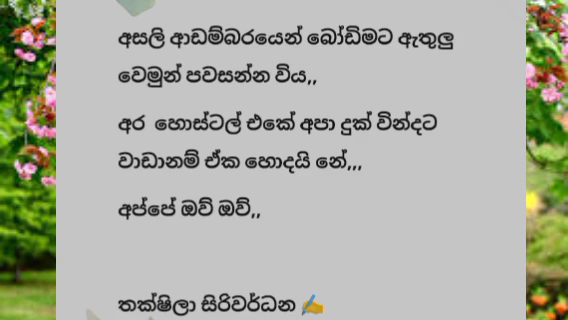 අසලි ආඩම්බරයෙන් බෝඩිමට ඇතුලු
වෙමුන් පවසන්න විය,,
අර හොස්ටල් එකේ අපා දුක් වින්දට
වාඩානම් ඒක හොදයි නේ,,,
අප්පේ ඔව් ඔව්,,
තක්ෂිලා සිරිවර්ධන ✍️